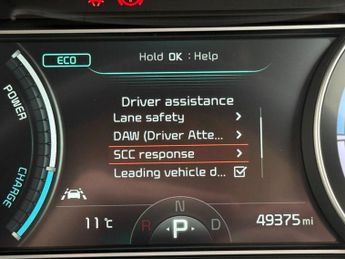 ECO
Hold OK : Help
POWER
CHARGE
Driver assistance
Lane safety
DAW (Driver Atte...
SCC response
Leading vehicle d...
11°C
N
R P D
49375 mi